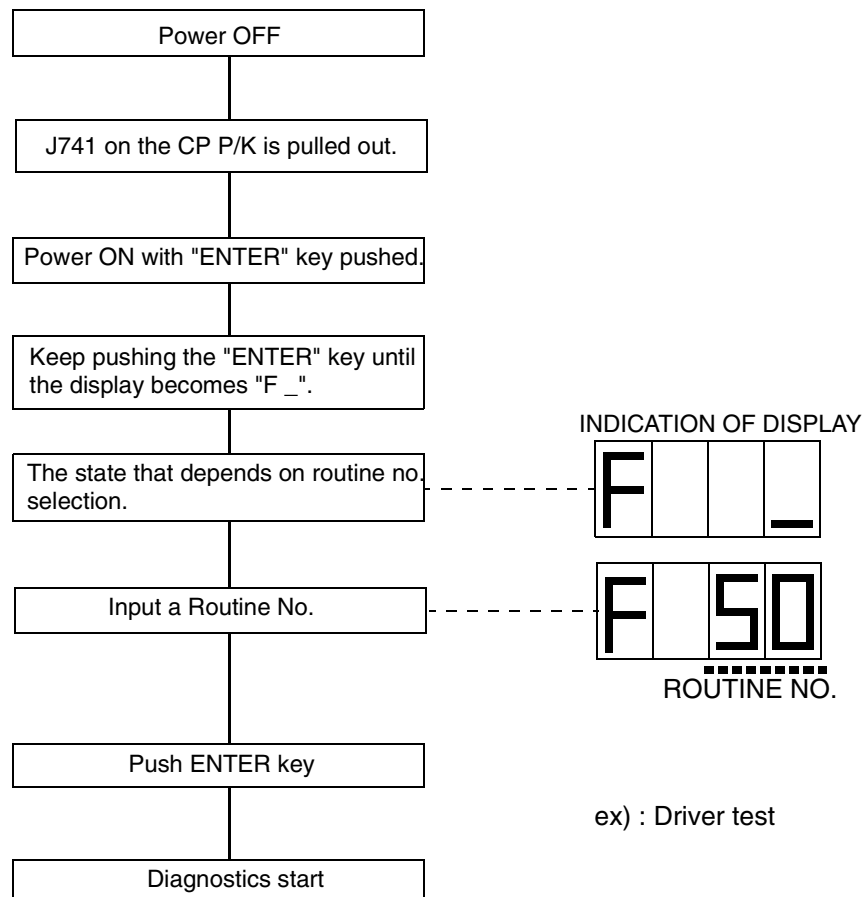 Power OFF
J741 on the CP P/K is pulled out.
Power ON with "ENTER" key pushed.
Keep pushing the "ENTER" key until
the display becomes "F _".
INDICATION OF DISPLAY
The state that depends on routine no.
selection.
F _
Input a Routine No.
F 50
ROUTINE NO.
Push ENTER key
ex) : Driver test
Diagnostics start